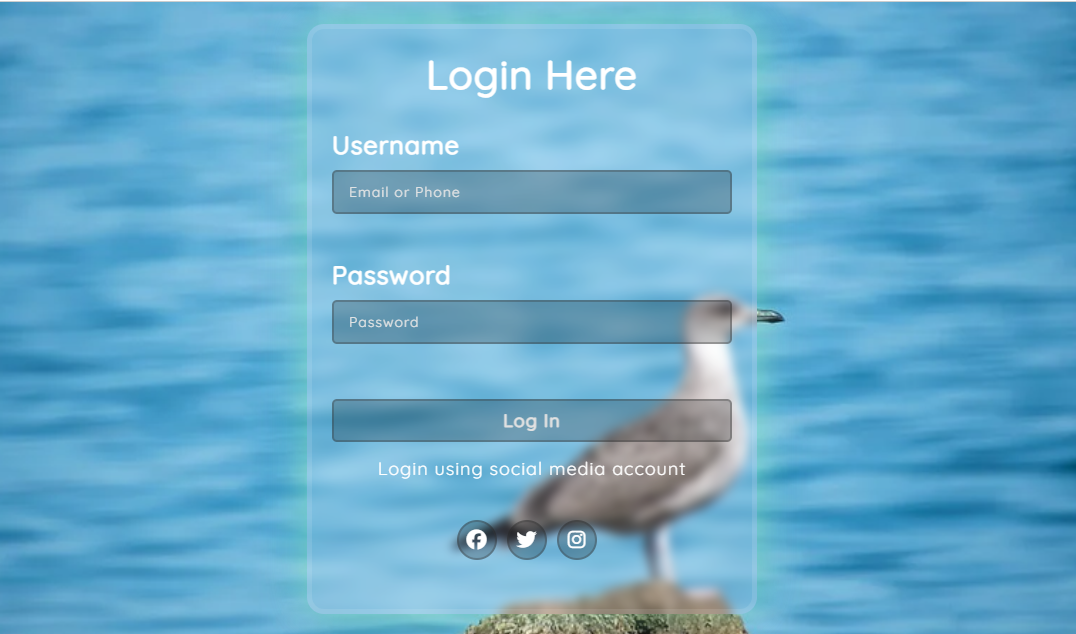 Login Here
Username
Email or Phone
Password
Password
Log In
Login using social media account